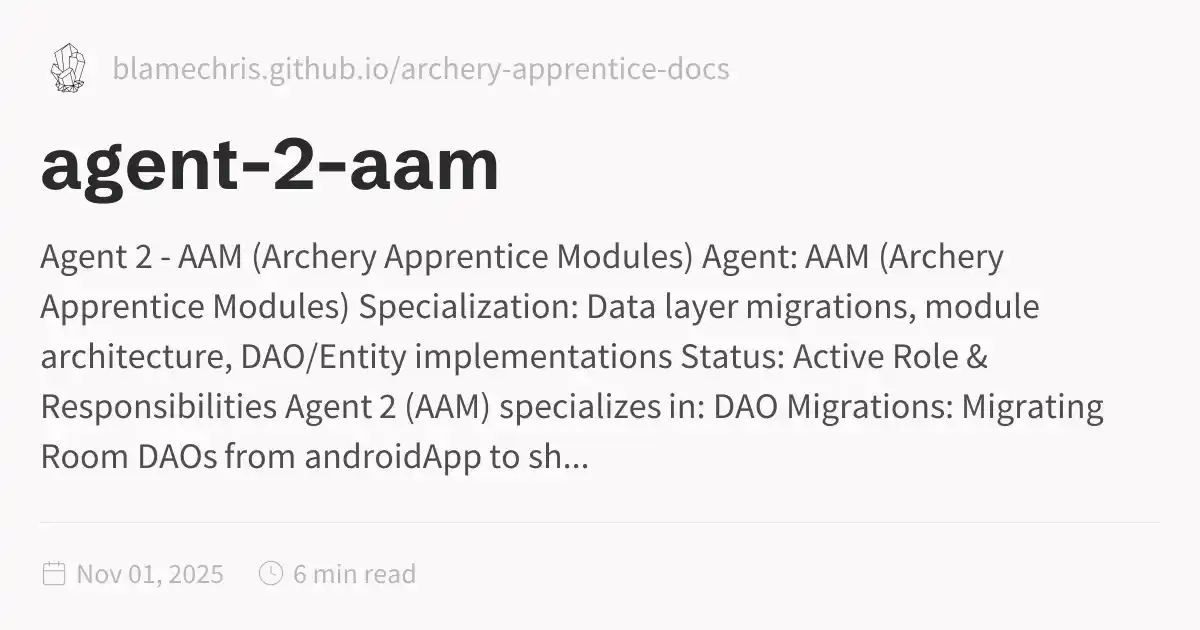 blamechris.github.io/archery-apprentice-docs
agent-2-aam
Agent 2 - AAM (Archery Apprentice Modules) Agent: AAM (Archery
Apprentice Modules) Specialization: Data layer migrations, module
architecture, DAO/Entity implementations Status: Active Role &
Responsibilities Agent 2 (AAM) specializes in: DAO Migrations: Migrating
Room DAOs from androidApp to sh...
Nov 01, 2025 6 min read